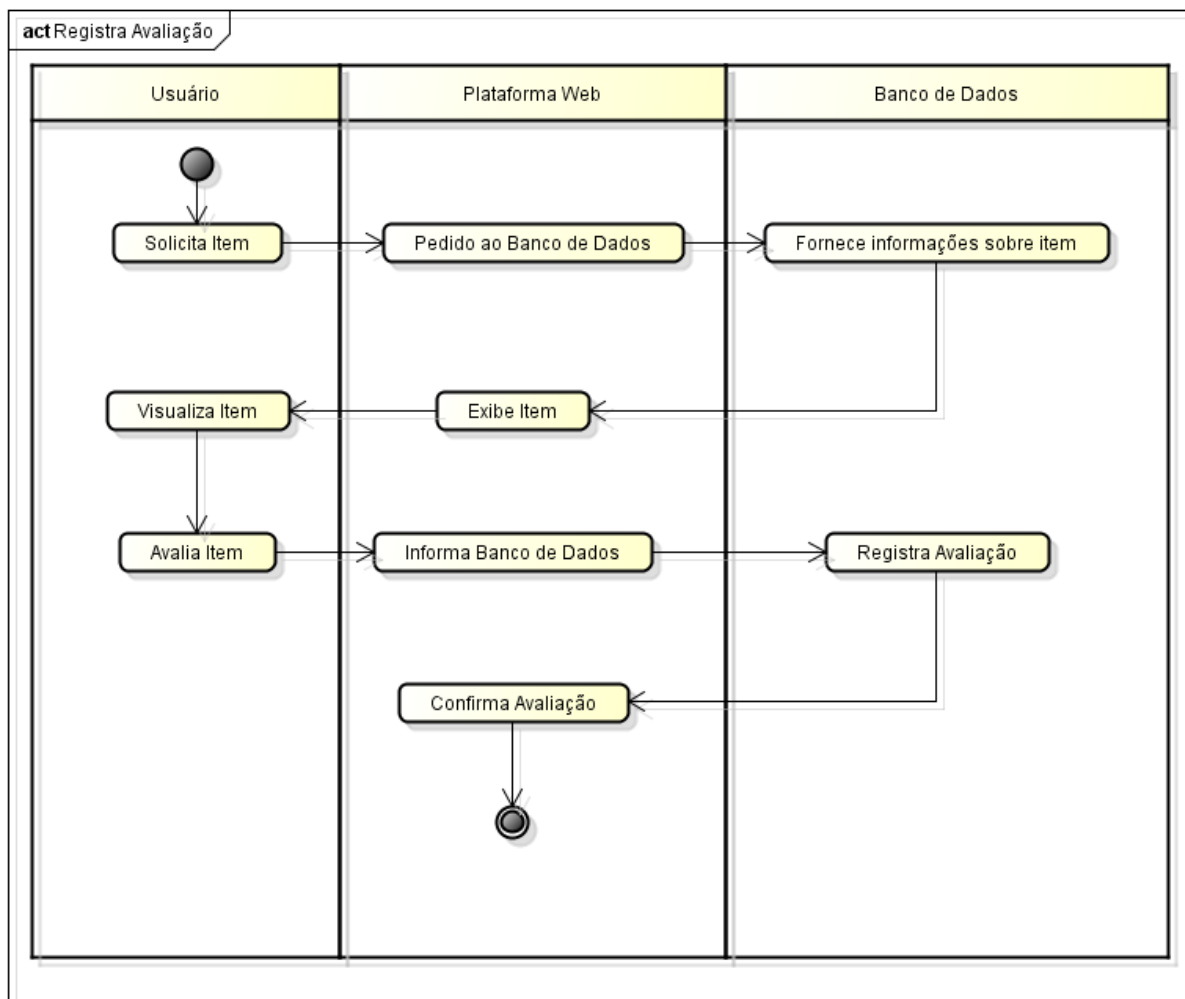 act Registra Avaliação
Usuário
Plataforma Web
Banco de Dados
Solicita Item
Pedido ao Banco de Dados
Fornece informações sobre item
Visualiza Item
Exibe Item
Avalia Item
Informa Banco de Dados
Registra Avaliação
Confirma Avaliação